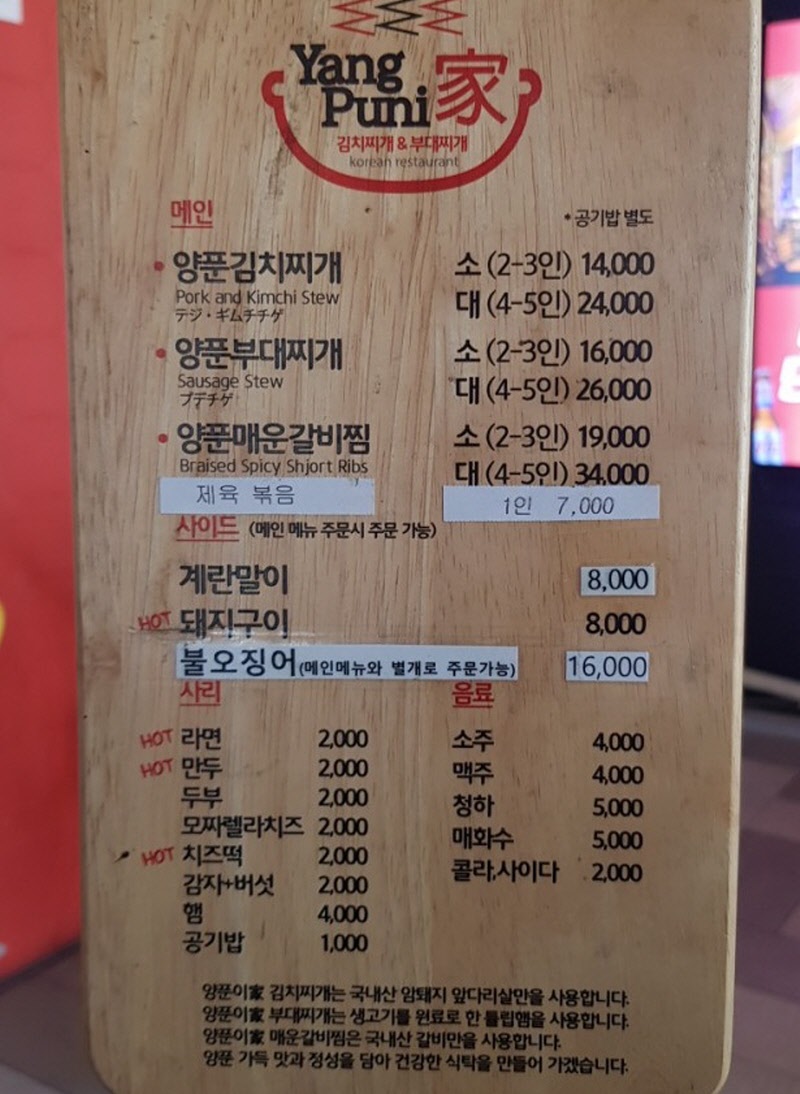 Yang
Puni家
김치찌개 & 부대찌개
korean restaurant
메인
• 공기밥 별도
• 양푼김치찌개 소 (2-3인) 14,000
Pork and Kimchi Stew
テジ・ギムチチゲ
대 (4-5인) 24,000
• 양푼부대찌개 소 (2-3인) 16,000
Sausage Stew
プデチゲ
대 (4-5인) 26,000
• 양푼매운갈비찜 소 (2-3인) 19,000
Braised Spicy Shjort Ribs
대 (4-5인) 34,000
제육 볶음 1인 7,000
사이드 (메인 메뉴 주문시 주문 가능)
계란말이 8,000
HOT 돼지구이 8,000
불오징어(메인메뉴와 별개로 주문가능) 16,000
사리
HOT 라면 2,000
HOT 만두 2,000
두부 2,000
모짜렐라치즈 2,000
HOT 치즈떡 2,000
감자+버섯 2,000
햄 4,000
공기밥 1,000
음료
소주 4,000
맥주 4,000
청하 5,000
매화수 5,000
콜라,사이다 2,000
양푼이家 김치찌개는 국내산 암돼지 앞다리살만을 사용합니다.
양푼이家 부대찌개는 생고기를 원료로 한 튤립햄을 사용합니다.
양푼이家 매운갈비찜은 국내산 갈비만을 사용합니다.
양푼 가득 맛과 정성을 담아 건강한 식탁을 만들어 가겠습니다.